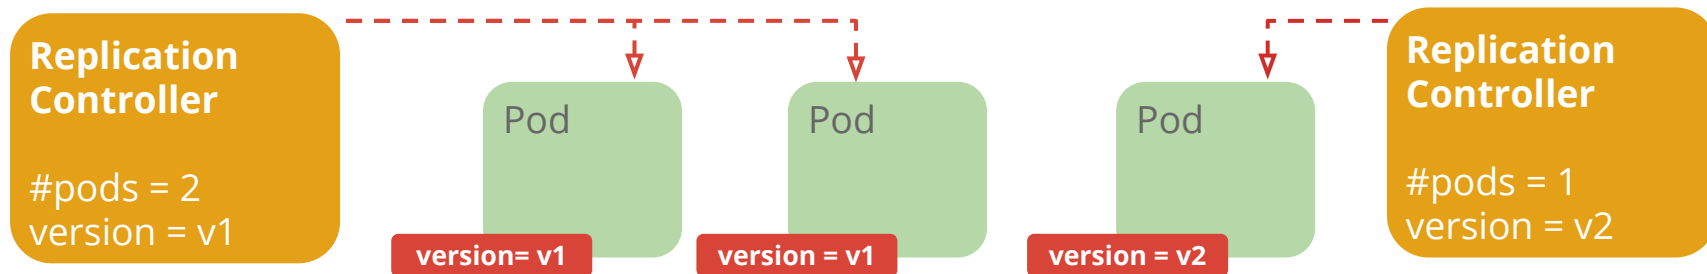 Replication
Controller
#pods = 2
version = v1
Pod
version= v1
Pod
version = v1
Pod
version = v2
Replication
Controller
#pods = 1
version = v2